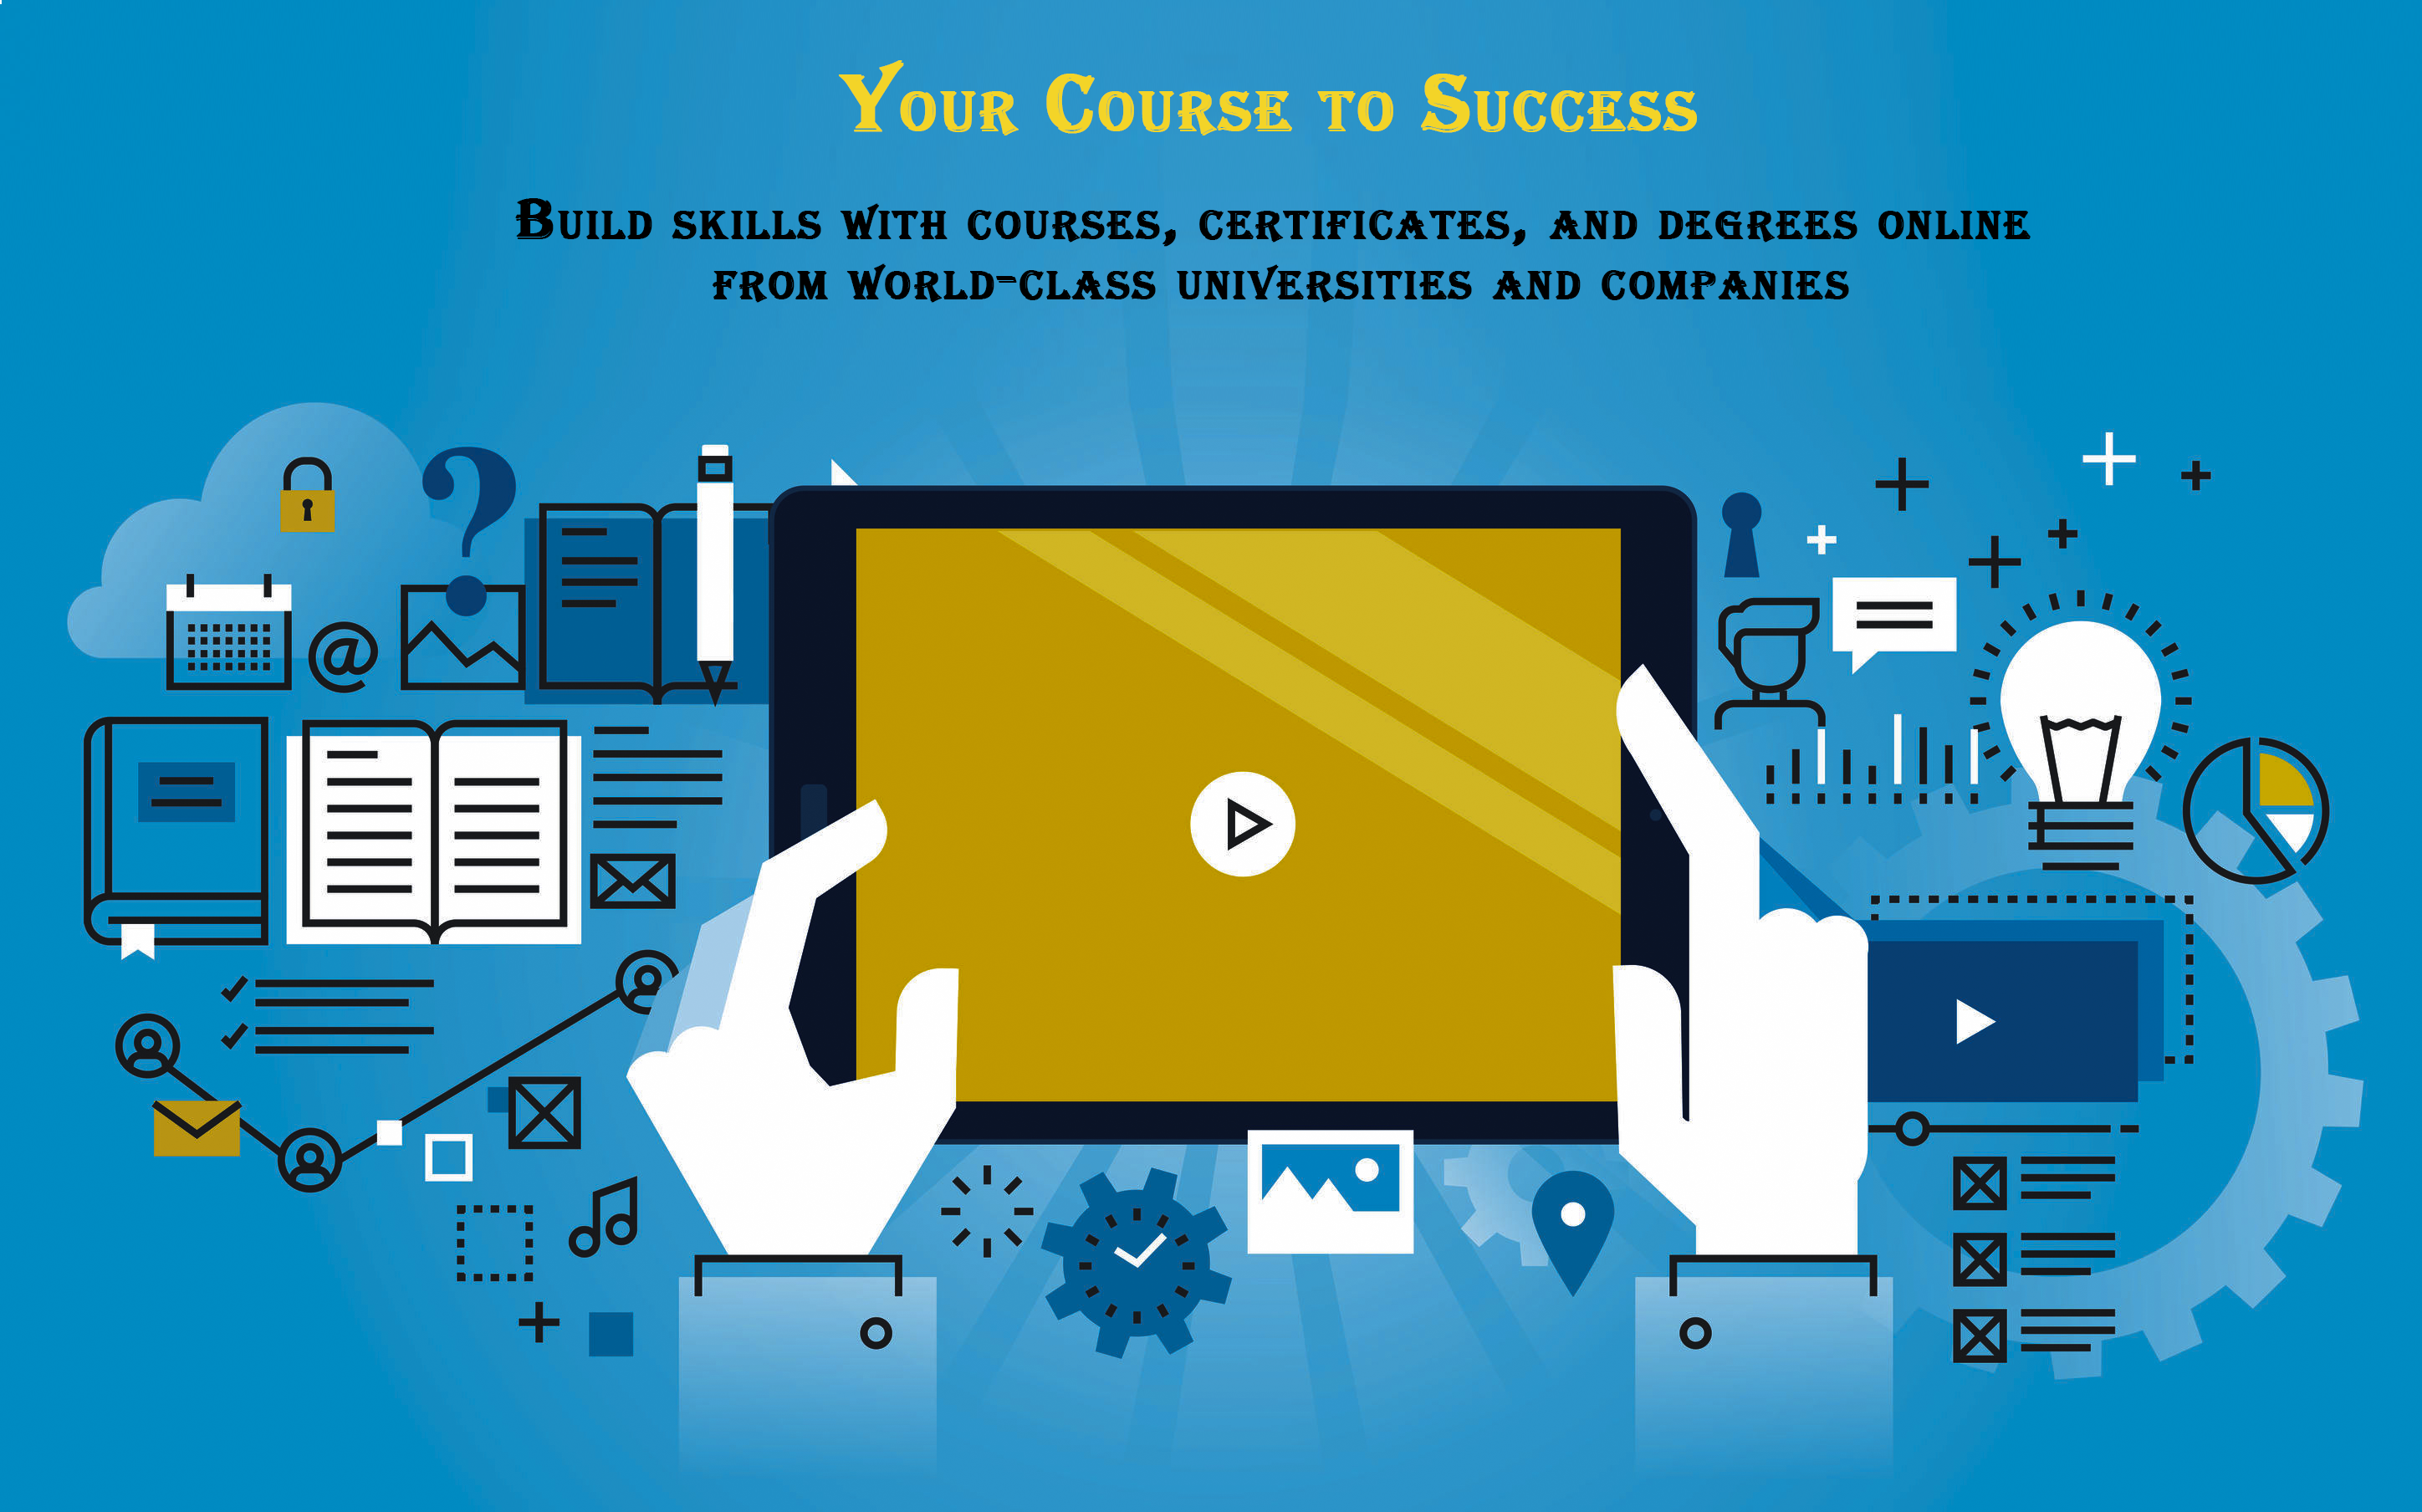 Your Course to Success
Build skills with courses, certificates, and degrees online
from world-class universities and companies
@
?